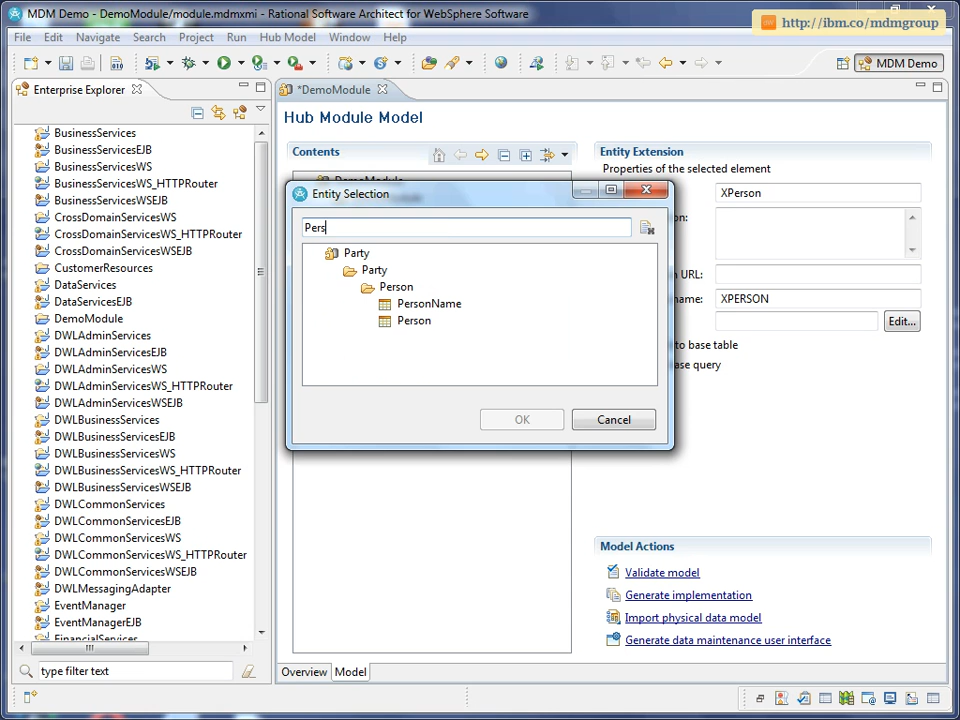 MDM Demo - DemoModule/module.mdmxmi - Rational Software Architect for WebSphere Software
http://ibm.co/mdmgroup
File Edit Navigate Search Project Run Hub Model Window Help
MDM Demo
Enterprise Explorer
*DemoModule
BusinessServices
BusinessServicesEJB
BusinessServicesWS
BusinessServicesWS_HTTPRouter
BusinessServicesWSEJB
CrossDomainServicesWS
CrossDomainServicesWS_HTTPRouter
CrossDomainServicesWSEJB
CustomerResources
DataServices
DataServicesEJB
DemoModule
DWLAdminServices
DWLAdminServicesEJB
DWLAdminServicesWS
DWLAdminServicesWS_HTTPRouter
DWLAdminServicesWSEJB
DWLBusinessServices
DWLBusinessServicesEJB
DWLBusinessServicesWS
DWLBusinessServicesWS_HTTPRouter
DWLBusinessServicesWSEJB
DWLCommonServices
DWLCommonServicesEJB
DWLCommonServicesWS
DWLCommonServicesWS_HTTPRouter
DWLCommonServicesWSEJB
DWLMessagingAdapter
EventManager
EventManagerEJB
FinancialServices
type filter text
Hub Module Model
Contents
DemoModule
Entity Selection
Pers
Party
Party
Person
PersonName
Person
OK Cancel
Entity Extension
Properties of the selected element
XPerson
on:
URL:
name: XPERSON
Edit...
to base table
ase query
Model Actions
Validate model
Generate implementation
Import physical data model
Generate data maintenance user interface
Overview Model